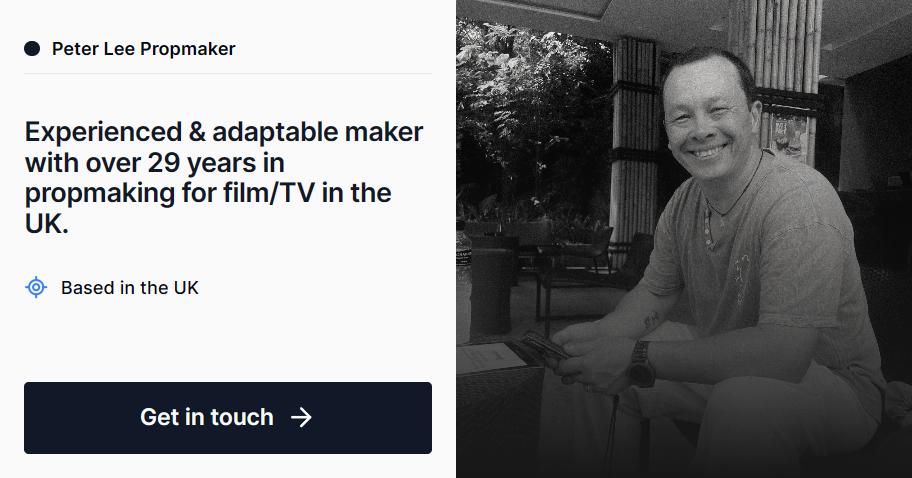 Peter Lee Propmaker
Experienced & adaptable maker
with over 29 years in
propmaking for film/TV in the
UK.
Based in the UK
Get in touch